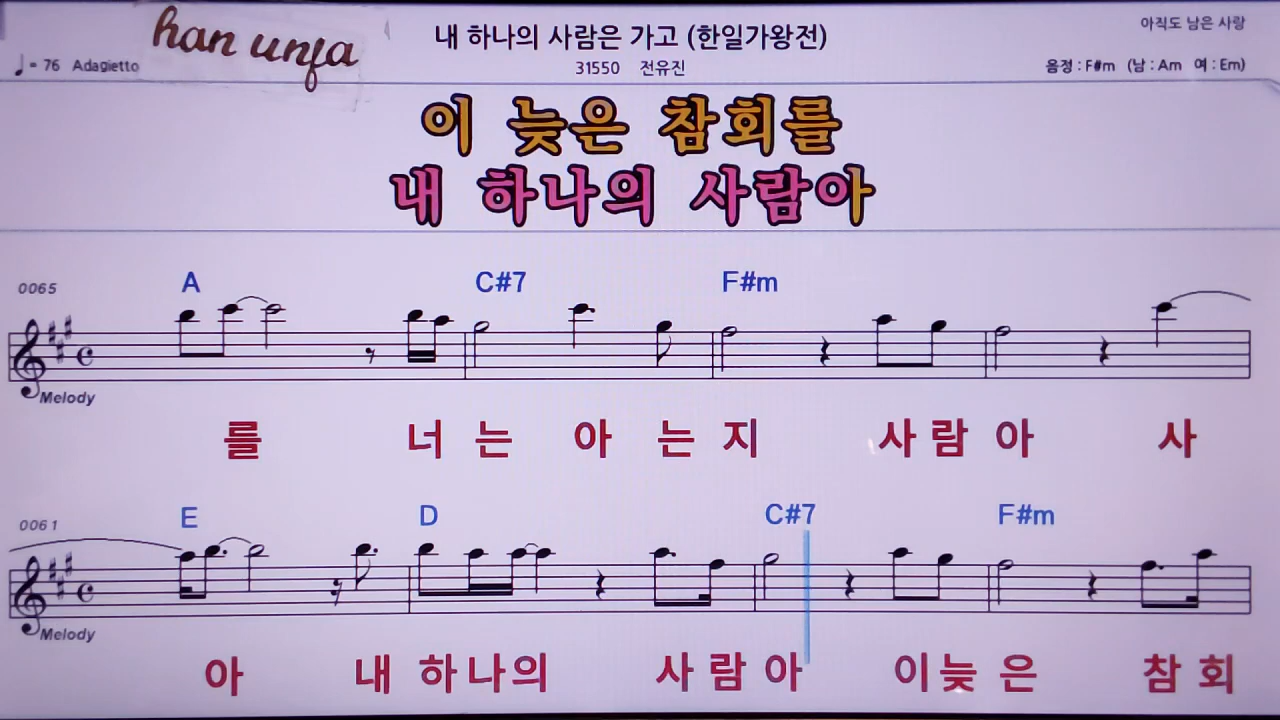 han unfa
내 하나의 사람은 가고 (한일가왕전)
아직도 남은 사랑
♩= 76 Adagietto
31550 전유진
음정 : F#m (남 : Am 여 : Em)
이 늦은 참회를
내 하나의 사람아
0065
A C#7 F#m
Melody
를 너 는 아 는 지 사 람 아 사
0061
E D C#7 F#m
Melody
아 내 하 나 의 사 람 아 이 늦 은 참 회